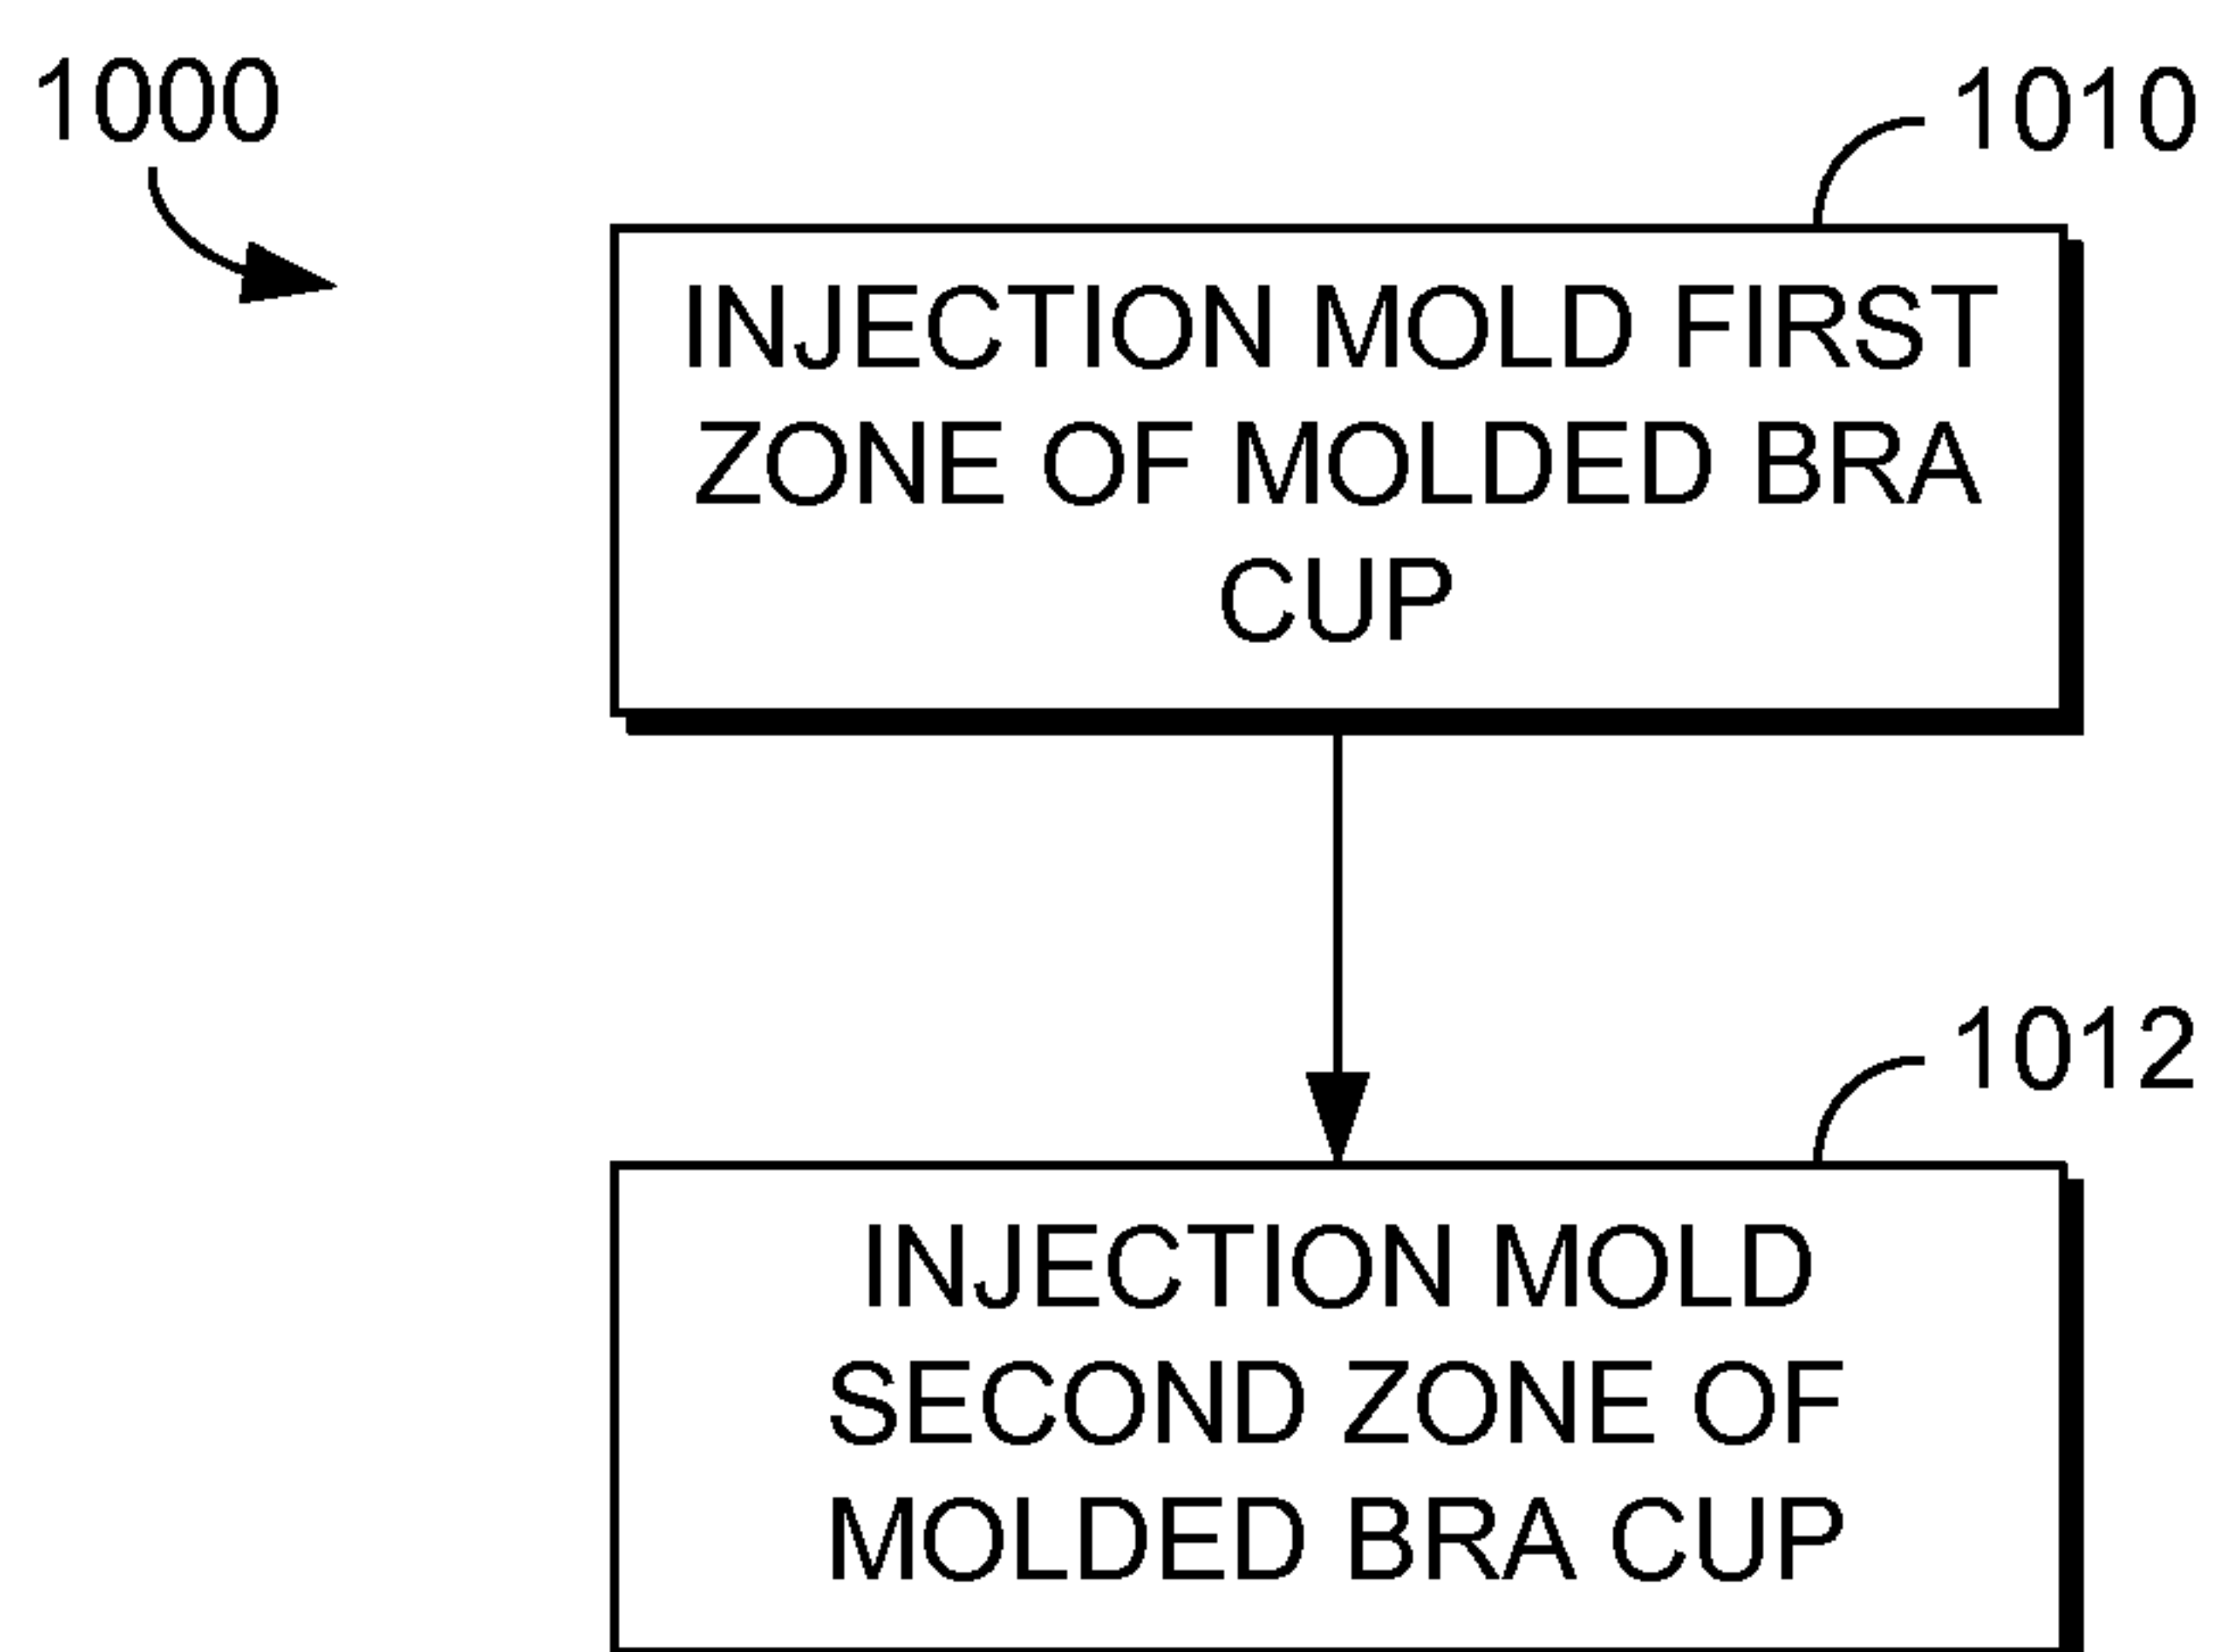 1000
1010
INJECTION MOLD FIRST
ZONE OF MOLDED BRA
CUP
1012
INJECTION MOLD
SECOND ZONE OF
MOLDED BRA CUP